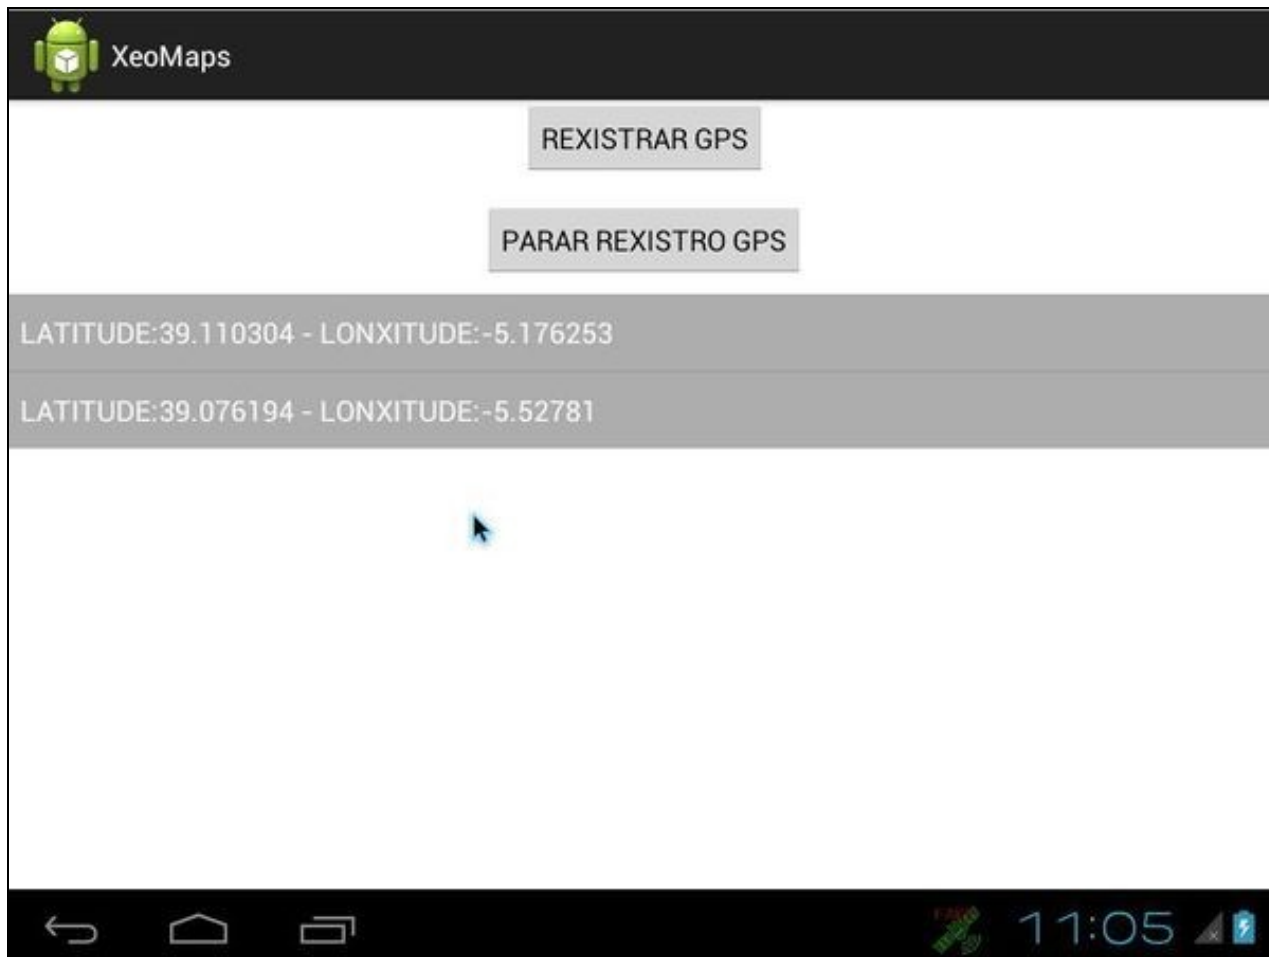 XeoMaps
REXISTRAR GPS
PARAR REXISTRO GPS
LATITUDE:39.110304 - LONXITUDE:-5.176253
LATITUDE:39.076194 - LONXITUDE:-5.52781
11:05